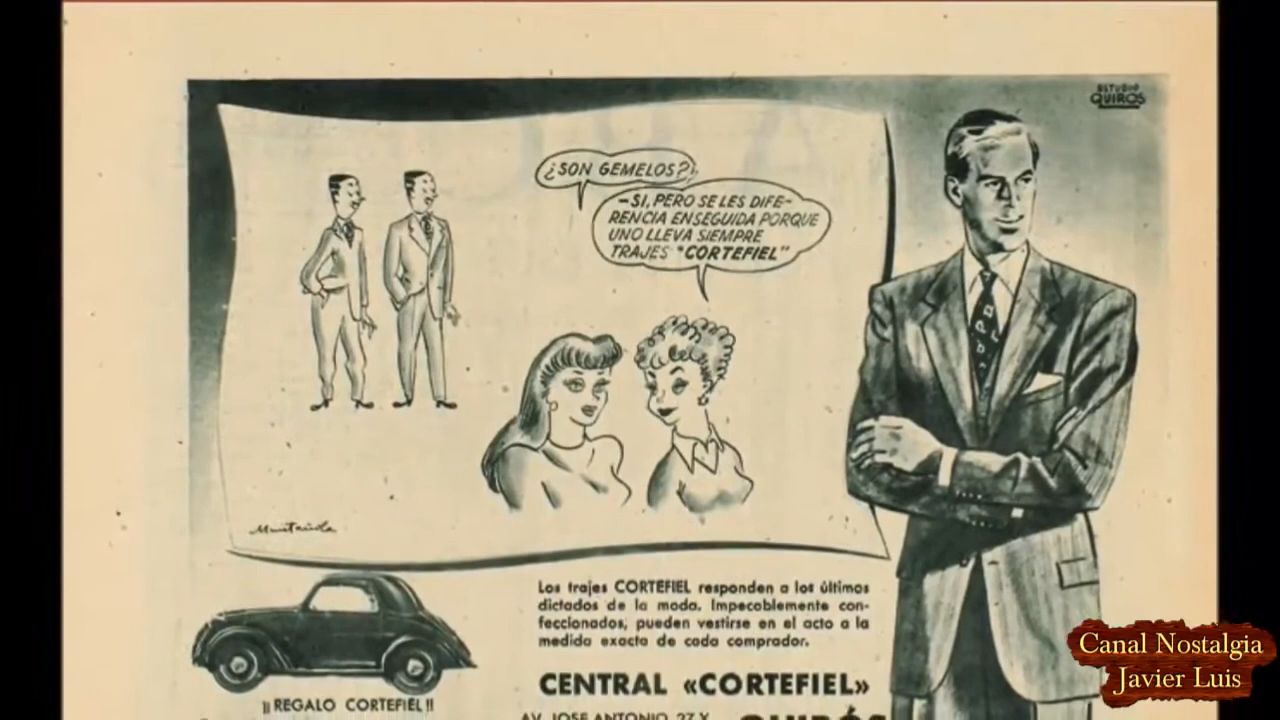 ESTUDIO
QUIROS
¿SON GEMELOS?
-SI, PERO SE LES DIFE-
RENCIA ENSEGUIDA PORQUE
UNO LLEVA SIEMPRE
TRAJES "CORTEFIEL"
Muntañola
Los trajes CORTEFIEL responden a los últimos
dictados de la moda. Impecablemente con-
feccionados, pueden vestirse en el acto a la
medida exacta de cada comprador.
CENTRAL «CORTEFIEL»
¡¡REGALO CORTEFIEL!!
AV. JOSE ANTONIO, 27 Y
QUIRÓS
Canal Nostalgia
Javier Luis